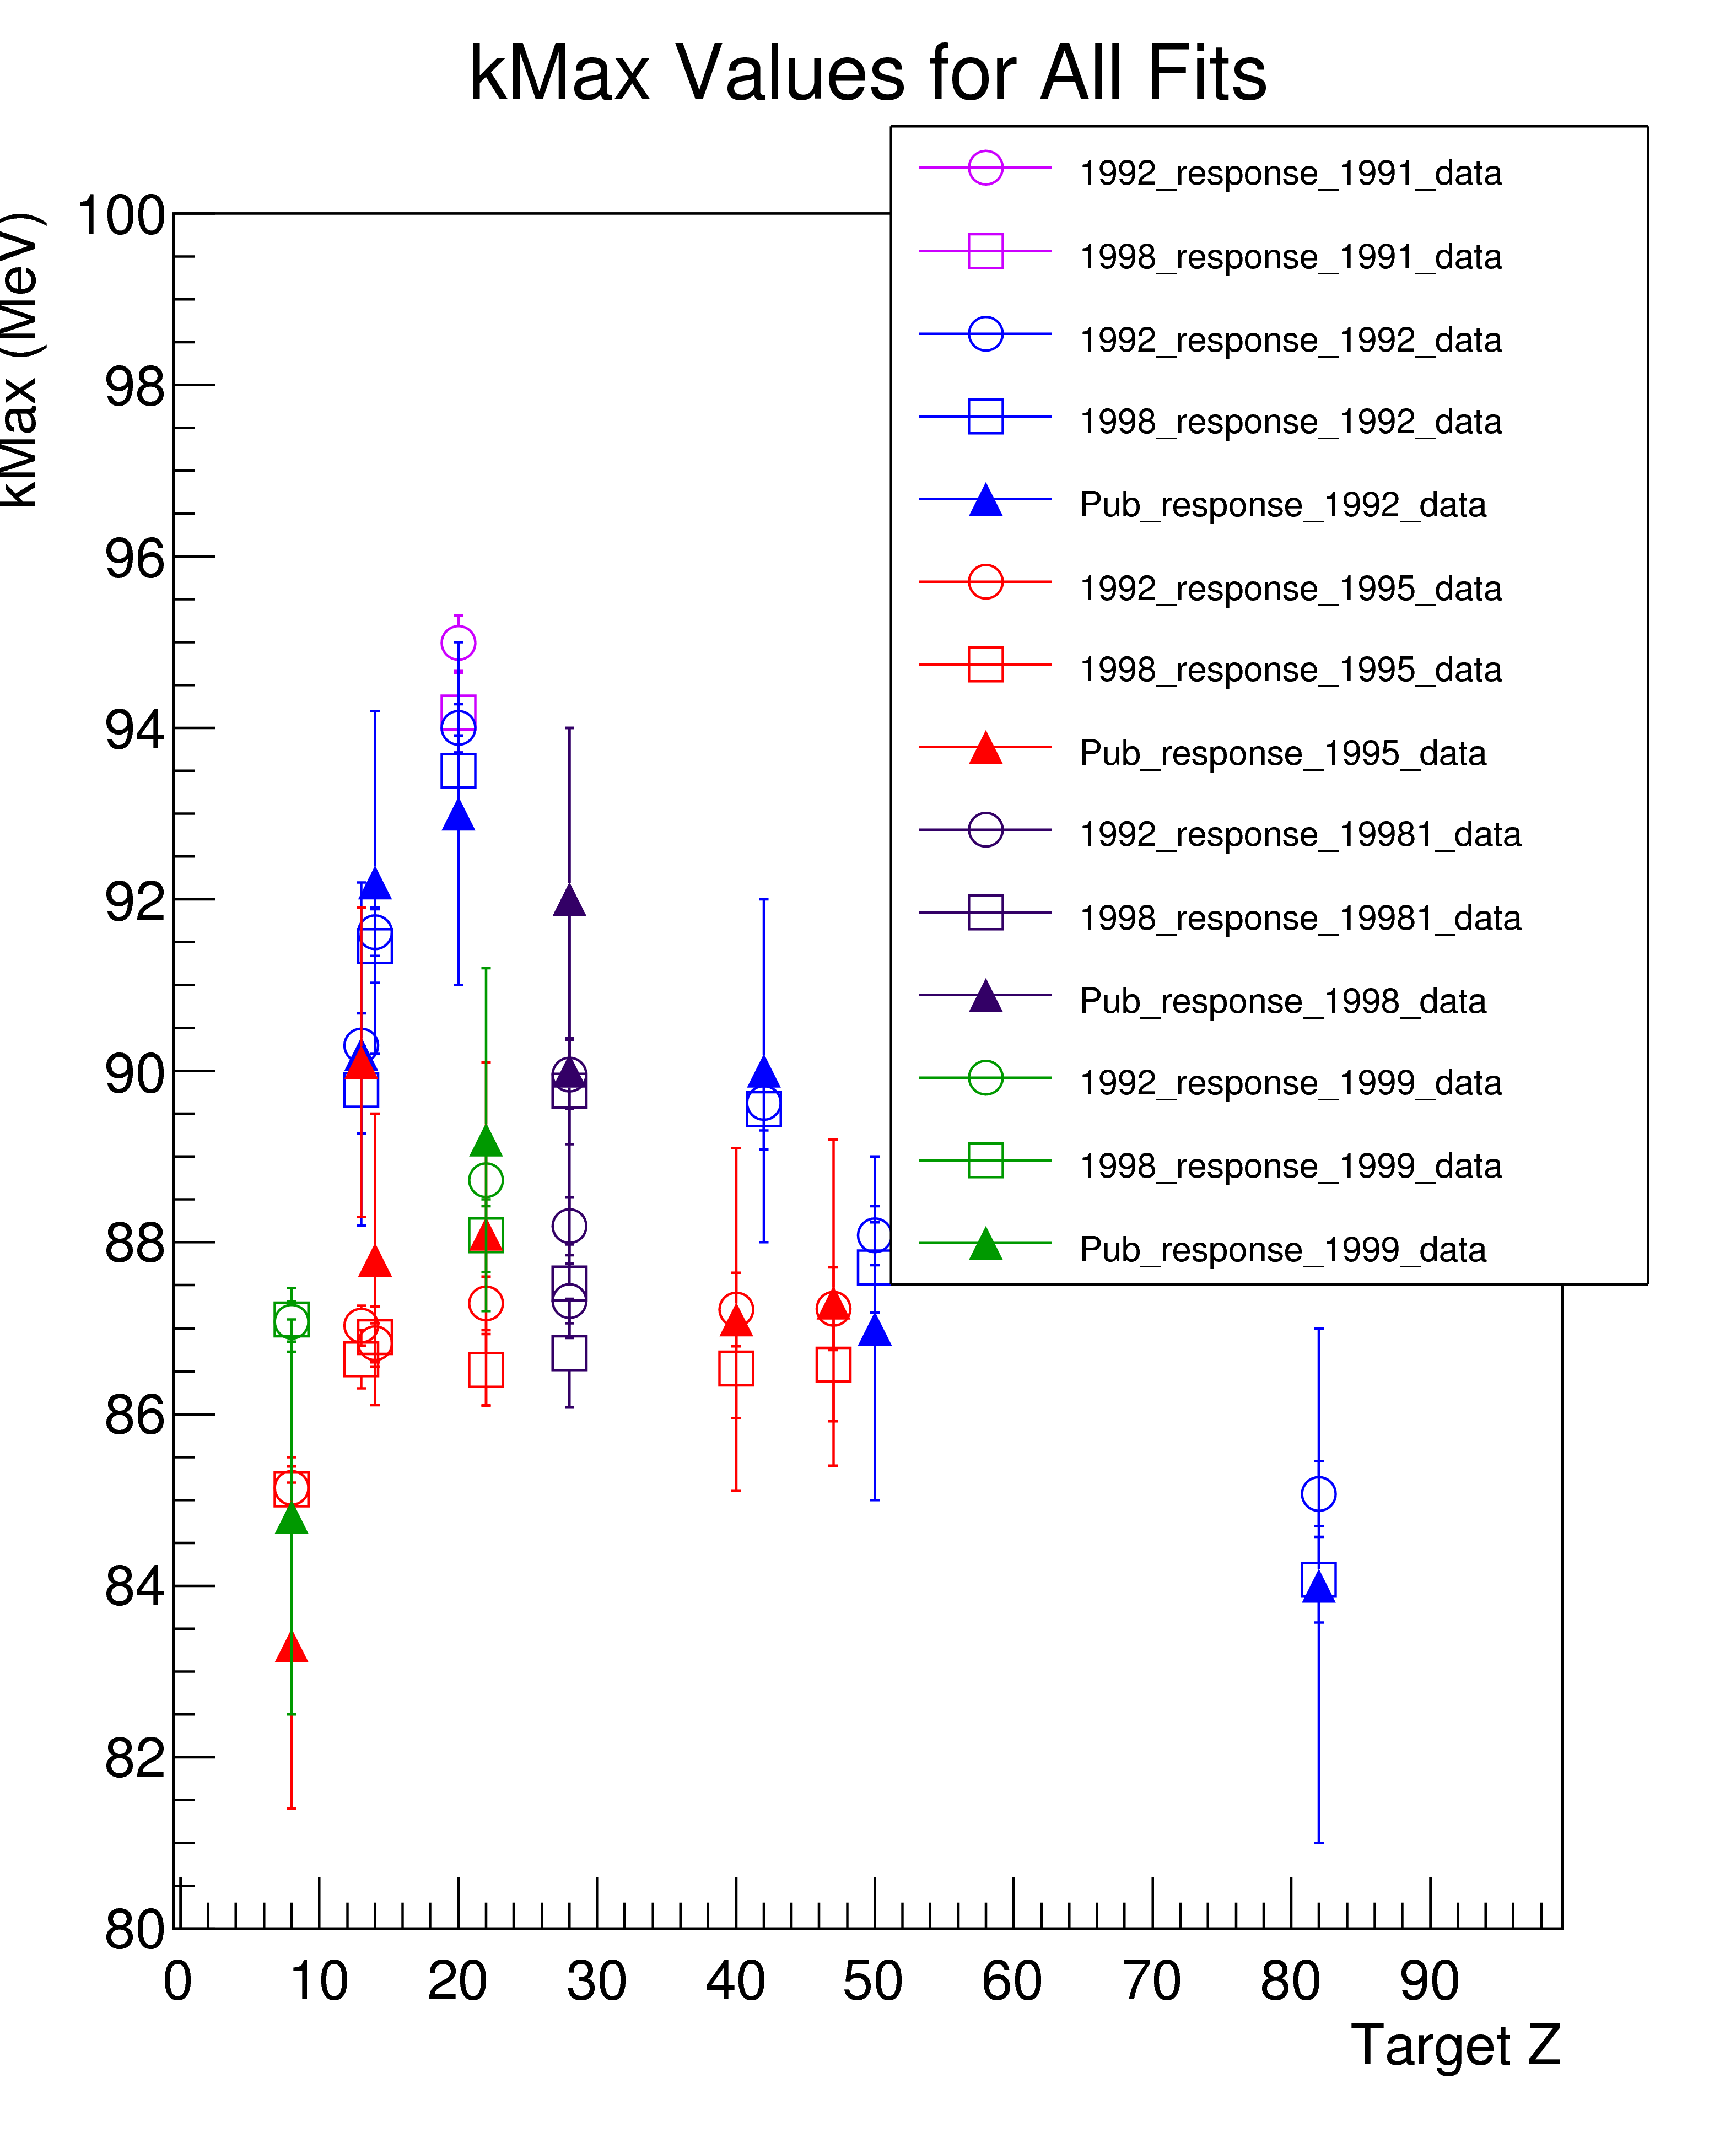 kMax Values for All Fits
kMax (MeV)
100
98
96
94
92
90
88
86
84
82
80
1992_response_1991_data
1998_response_1991_data
1992_response_1992_data
1998_response_1992_data
Pub_response_1992_data
1992_response_1995_data
1998_response_1995_data
Pub_response_1995_data
1992_response_19981_data
1998_response_19981_data
Pub_response_1998_data
1992_response_1999_data
1998_response_1999_data
Pub_response_1999_data
0 10 20 30 40 50 60 70 80 90
Target Z